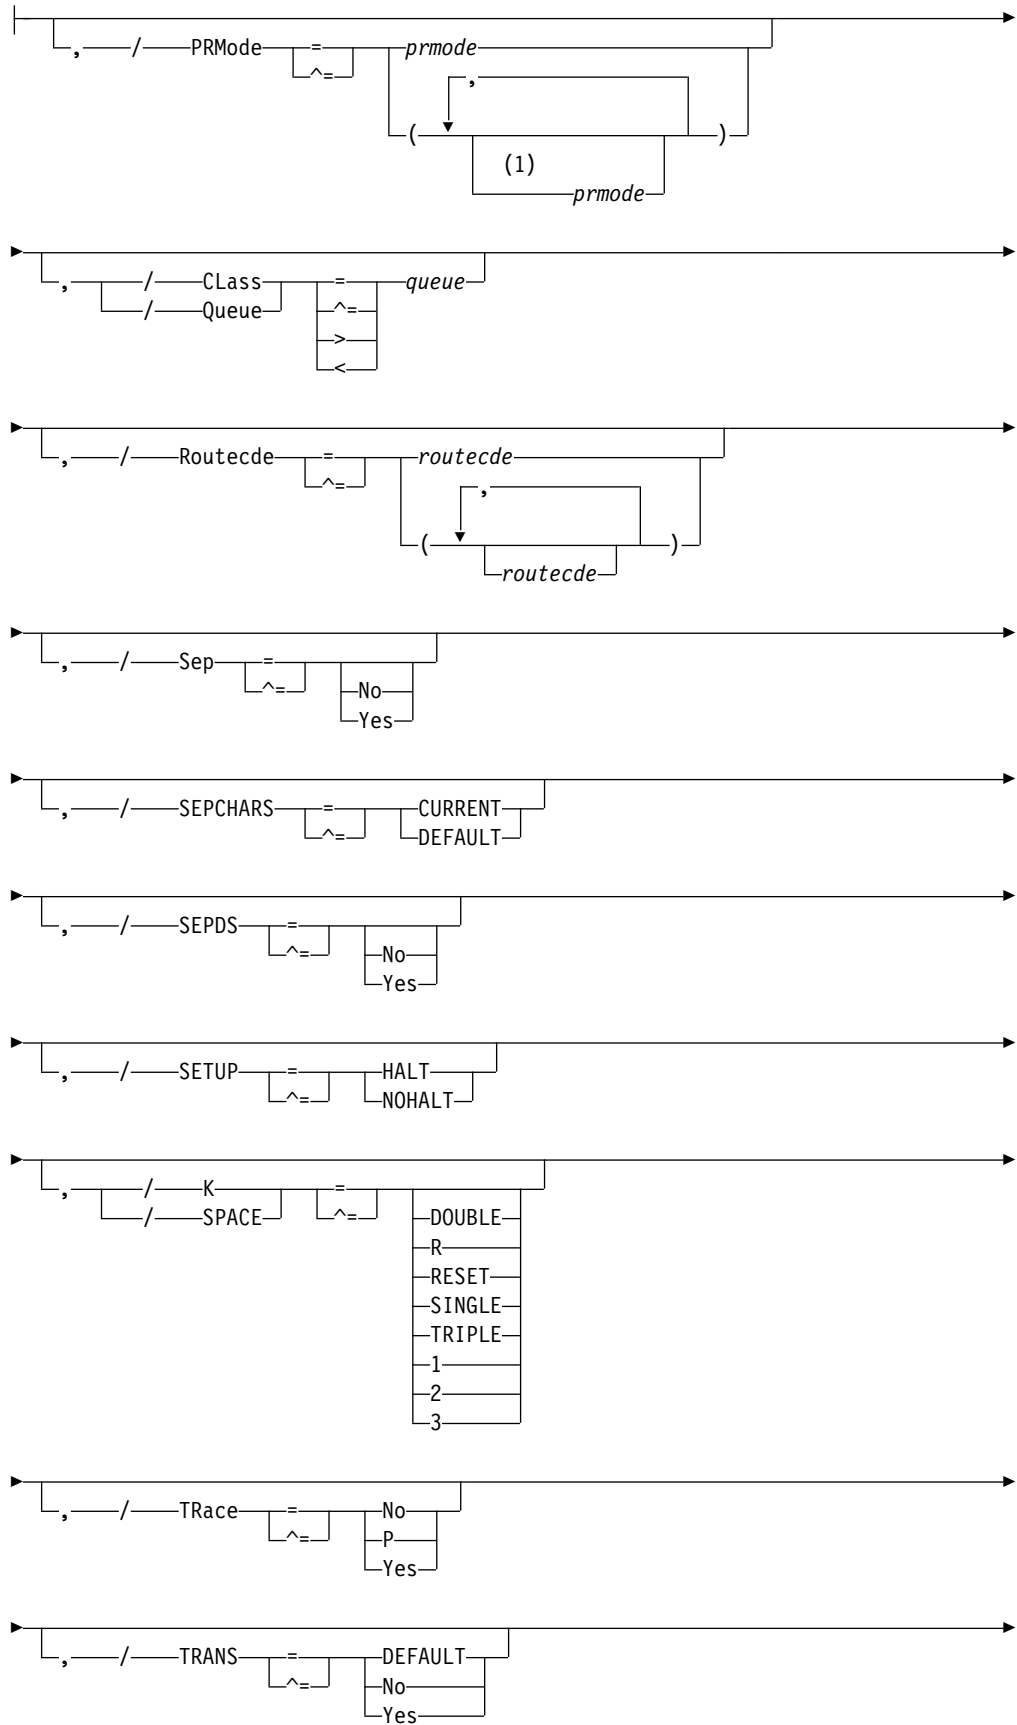 , / PRMode = prmode
^= ,
( )
(1)
prmode
, / CLass = queue
/ Queue ^=
>
<
, / Routecde = routecde
^= ,
( )
routecde
, / Sep =
^= No
Yes
, / SEPCHARS = CURRENT
^= DEFAULT
, / SEPDS =
^= No
Yes
, / SETUP = HALT
^= NOHALT
, / K =
/ SPACE ^= DOUBLE
R
RESET
SINGLE
TRIPLE
1
2
3
, / TRace = No
^= P
Yes
, / TRANS = DEFAULT
^= No
Yes